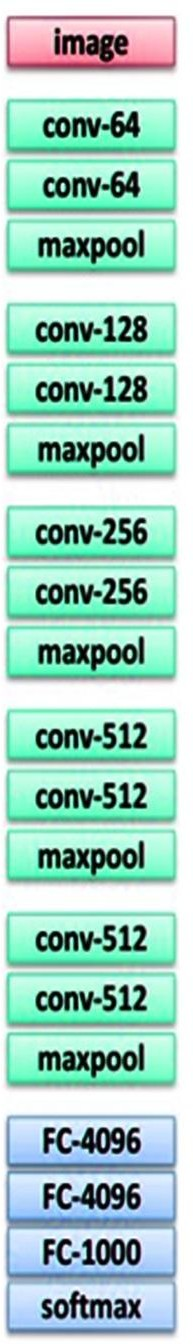 image
conv-64
conv-64
maxpool
conv-128
conv-128
maxpool
conv-256
conv-256
maxpool
conv-512
conv-512
maxpool
conv-512
conv-512
maxpool
FC-4096
FC-4096
FC-1000
softmax